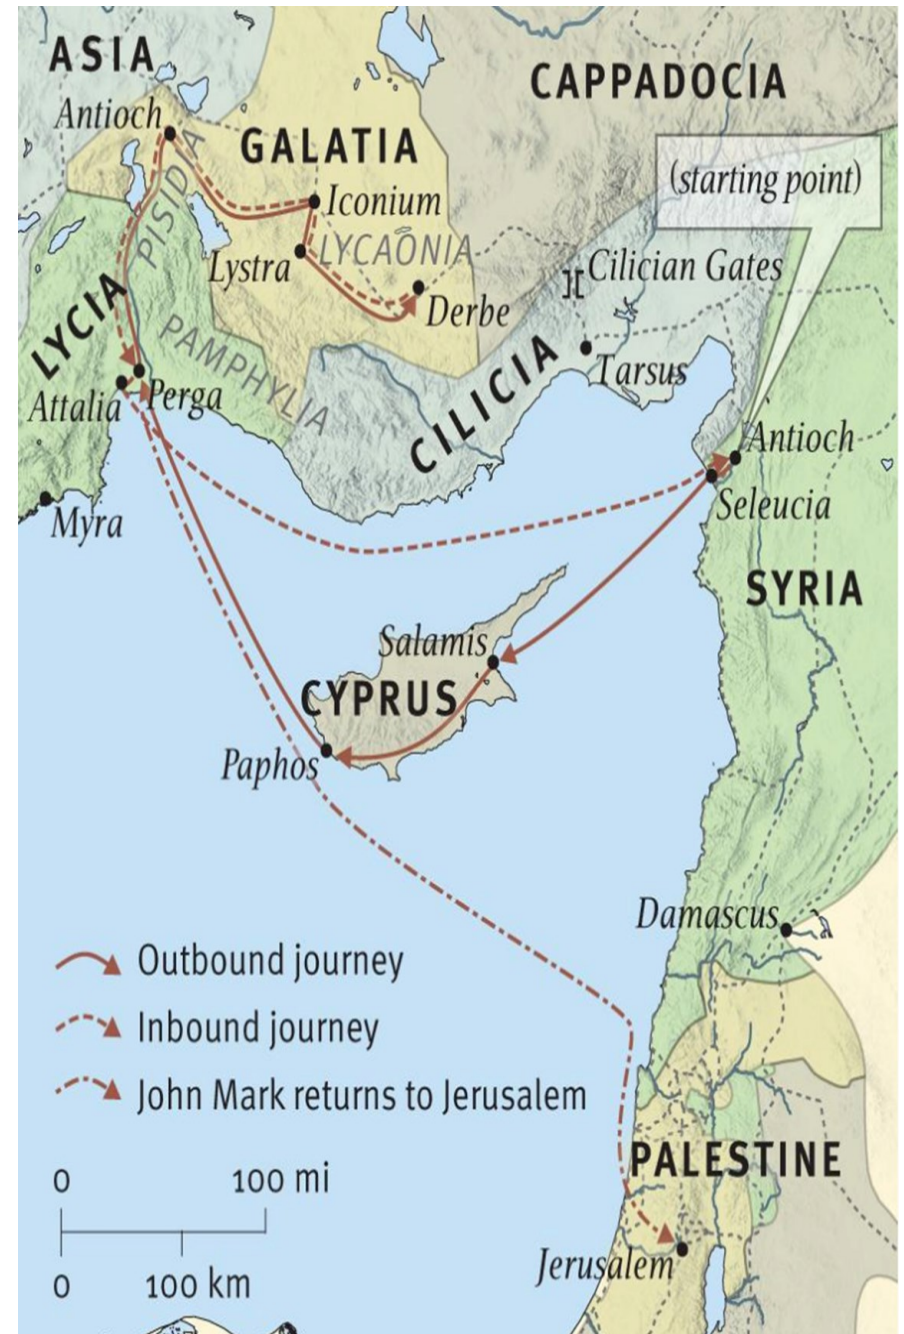 ASIA
CAPPADOCIA
Antioch
GALATIA
(starting point)
PISIDIA
Iconium
LYCAŌNIA
Lystra
Cilician Gates
LYCIA
Derbe
PAMPHYLIA
CILICIA
Tarsus
Attalia
Perga
Antioch
Myra
Seleucia
SYRIA
Salamis
CYPRUS
Paphos
Damascus
Outbound journey
Inbound journey
John Mark returns to Jerusalem
PALESTINE
0 100 mi
Jerusalem
0 100 km